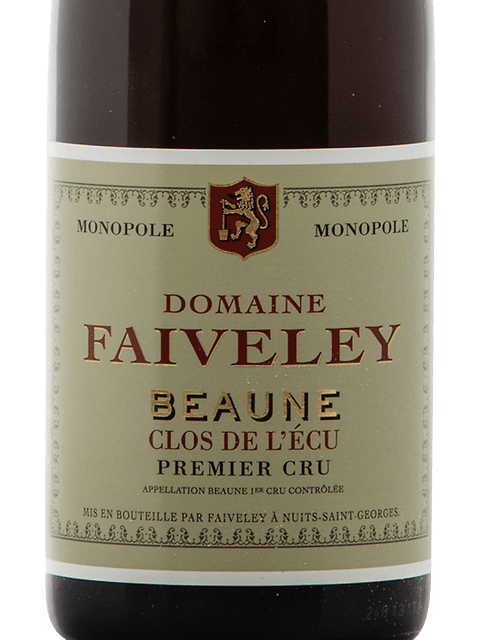 MONOPOLE MONOPOLE
DOMAINE
FAIVELEY
BEAUNE
CLOS DE L'ÉCU
PREMIER CRU
APPELLATION BEAUNE 1ER CRU CONTRÔLÉE
MIS EN BOUTEILLE PAR FAIVELEY À NUITS-SAINT-GEORGES.